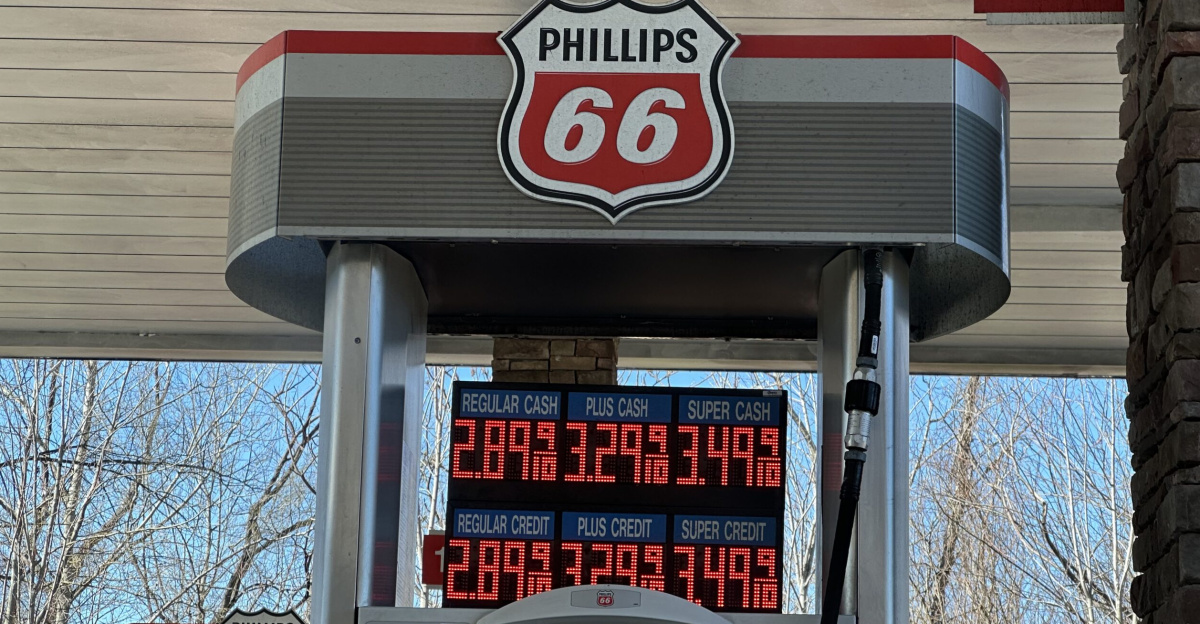 PHILLIPS
66
REGULAR CASH PLUS CASH SUPER CASH
2.89 9/10 3.29 9/10 3.49 9/10
REGULAR CREDIT PLUS CREDIT SUPER CREDIT
2.89 9/10 3.29 9/10 3.49 9/10
66
PHILLIPS